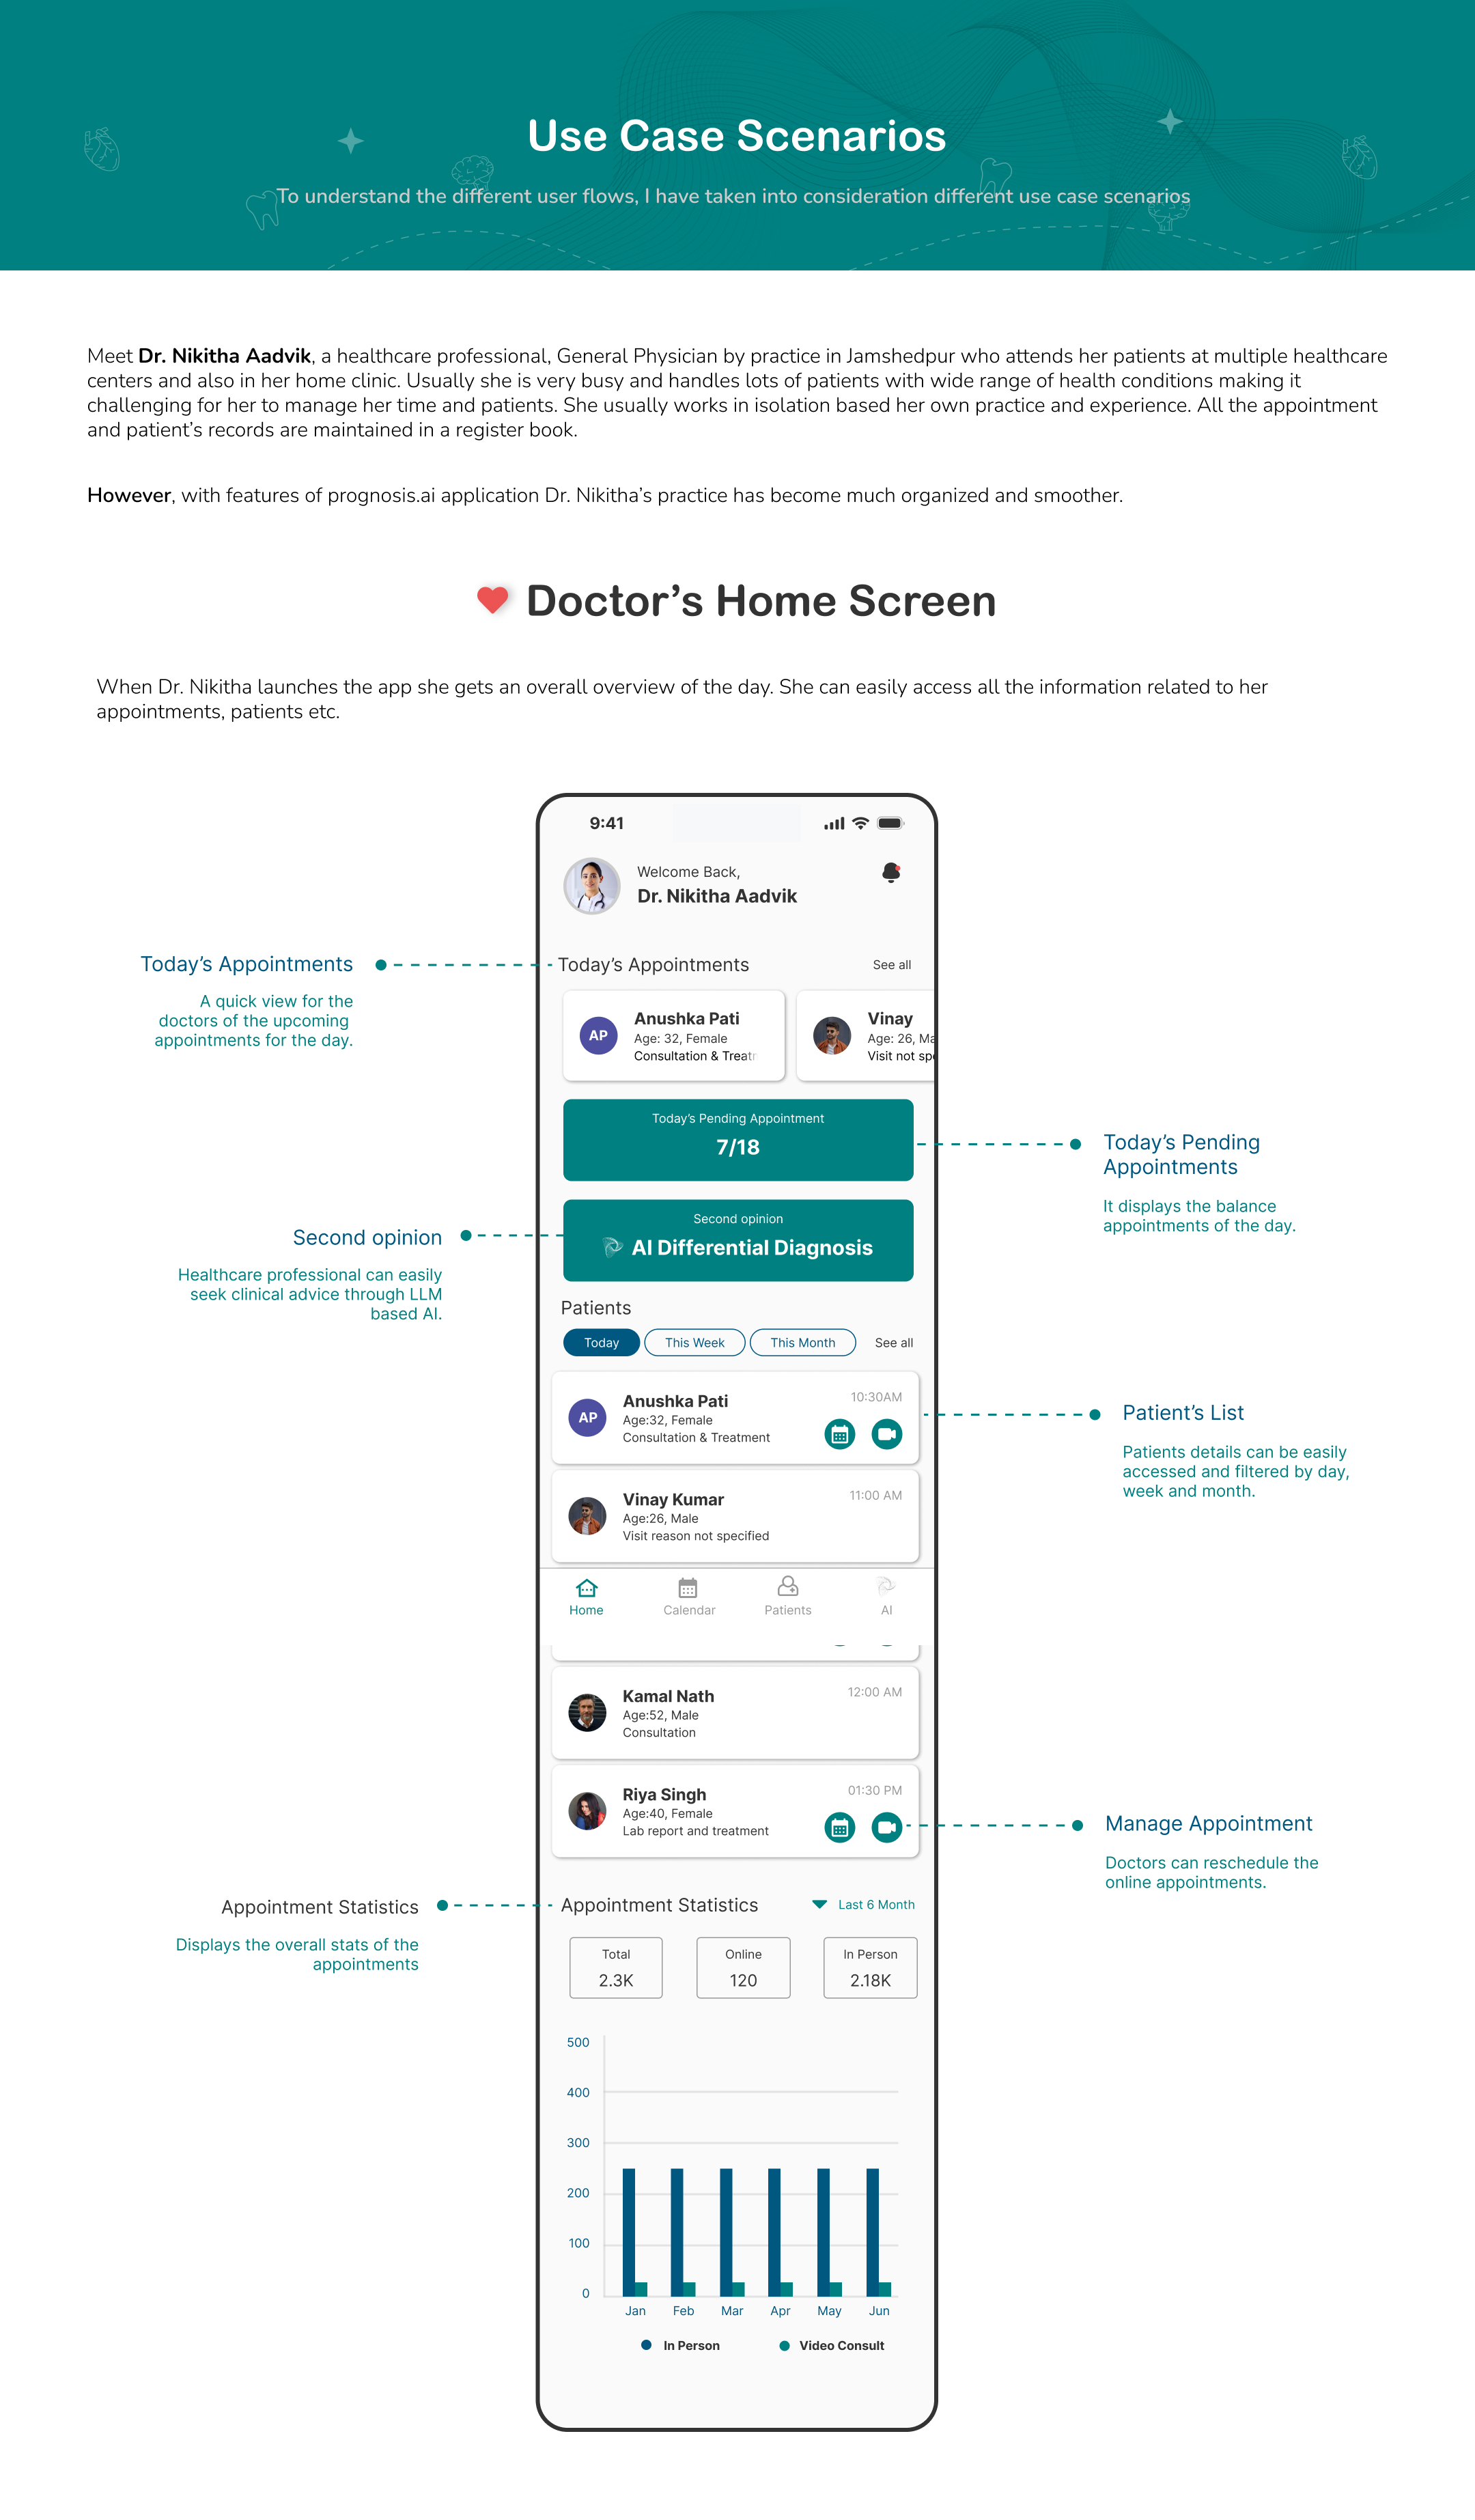 Use Case Scenarios
To understand the different user flows, I have taken into consideration different use case scenarios
Meet Dr. Nikitha Aadvik, a healthcare professional, General Physician by practice in Jamshedpur who attends her patients at multiple healthcare
centers and also in her home clinic. Usually she is very busy and handles lots of patients with wide range of health conditions making it
challenging for her to manage her time and patients. She usually works in isolation based her own practice and experience. All the appointment
and patient’s records are maintained in a register book.
However, with features of prognosis.ai application Dr. Nikitha’s practice has become much organized and smoother.
Doctor’s Home Screen
When Dr. Nikitha launches the app she gets an overall overview of the day. She can easily access all the information related to her
appointments, patients etc.
9:41
Welcome Back,
Dr. Nikitha Aadvik
Today’s Appointments
A quick view for the
doctors of the upcoming
appointments for the day.
Today’s Appointments
See all
AP
Anushka Pati
Age: 32, Female
Consultation & Treat
Vinay
Age: 26, Ma
Visit not spe
Today’s Pending Appointment
7/18
Today’s Pending
Appointments
It displays the balance
appointments of the day.
Second opinion
Healthcare professional can easily
seek clinical advice through LLM
based AI.
Second opinion
AI Differential Diagnosis
Patients
Today
This Week
This Month
See all
AP
Anushka Pati
10:30AM
Age:32, Female
Consultation & Treatment
Patient’s List
Patients details can be easily
accessed and filtered by day,
week and month.
Vinay Kumar
11:00 AM
Age:26, Male
Visit reason not specified
Home
Calendar
Patients
AI
Kamal Nath
12:00 AM
Age:52, Male
Consultation
Riya Singh
01:30 PM
Age:40, Female
Lab report and treatment
Manage Appointment
Doctors can reschedule the
online appointments.
Appointment Statistics
Displays the overall stats of the
appointments
Appointment Statistics
Last 6 Month
Total
2.3K
Online
120
In Person
2.18K
500
400
300
200
100
0
Jan Feb Mar Apr May Jun
In Person
Video Consult